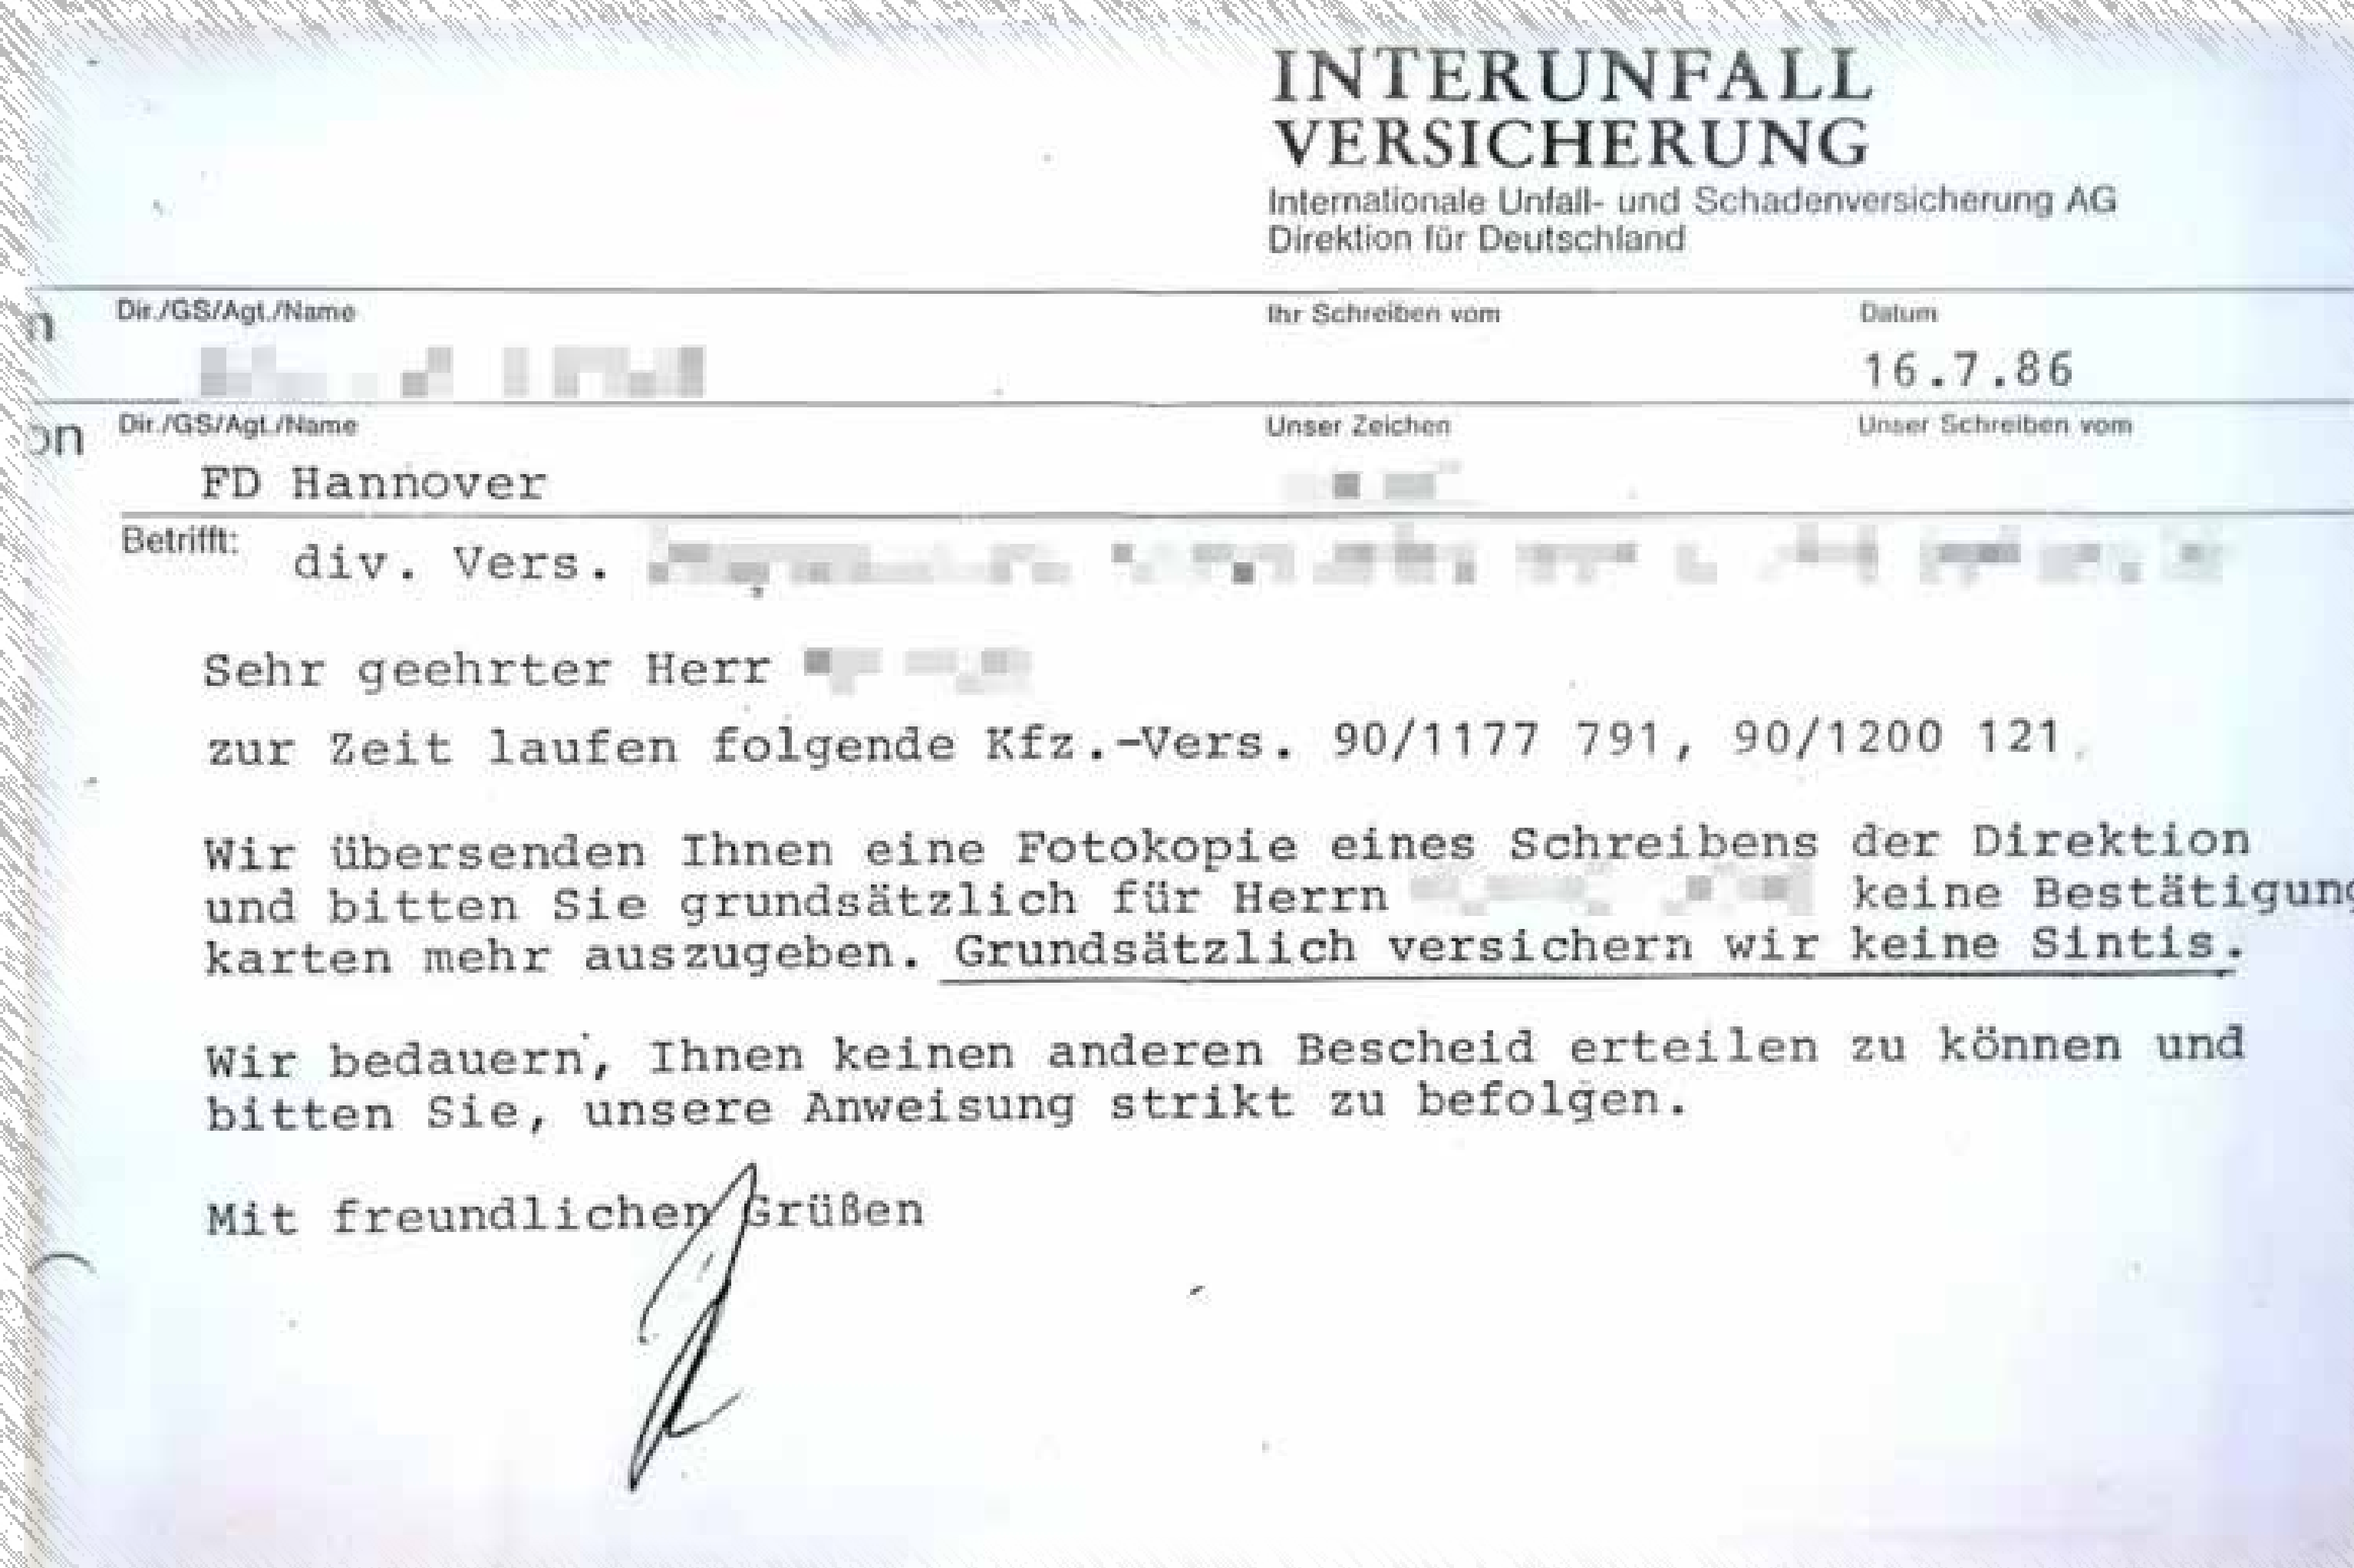 INTERUNFALL
VERSICHERUNG
Internationale Unfall- und Schadenversicherung AG
Direktion für Deutschland
n
Dir./GS/Agt./Name
Ihr Schreiben vom
Datum
16.7.86
on
Dir./GS/Agt./Name
Unser Zeichen
Unser Schreiben vom
FD Hannover
Betrifft: div. Vers.
Sehr geehrter Herr
zur Zeit laufen folgende Kfz.-Vers. 90/1177 791, 90/1200 121.
Wir übersenden Ihnen eine Fotokopie eines Schreibens der Direktion
und bitten Sie grundsätzlich für Herrn keine Bestätigung
karten mehr auszugeben. Grundsätzlich versichern wir keine Sintis.
Wir bedauern, Ihnen keinen anderen Bescheid erteilen zu können und
bitten Sie, unsere Anweisung strikt zu befolgen.
Mit freundlichen Grüßen